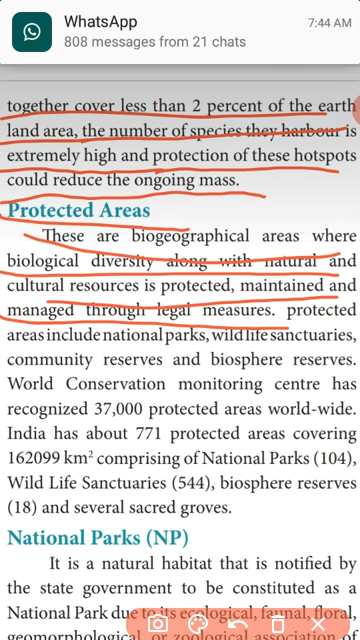 WhatsApp
7:44 AM
808 messages from 21 chats
together cover less than 2 percent of the earth
land area, the number of species they harbour is
extremely high and protection of these hotspots
could reduce the ongoing mass.
Protected Areas
These are biogeographical areas where
biological diversity along with natural and
cultural resources is protected, maintained and
managed through legal measures. protected
areas include national parks, wild life sanctuaries,
community reserves and biosphere reserves.
World Conservation monitoring centre has
recognized 37,000 protected areas world-wide.
India has about 771 protected areas covering
162099 km² comprising of National Parks (104),
Wild Life Sanctuaries (544), biosphere reserves
(18) and several sacred groves.
National Parks (NP)
It is a natural habitat that is notified by
the state government to be constituted as a
National Park due to its ecological, faunal, floral,
geomorphological, or zoological association of